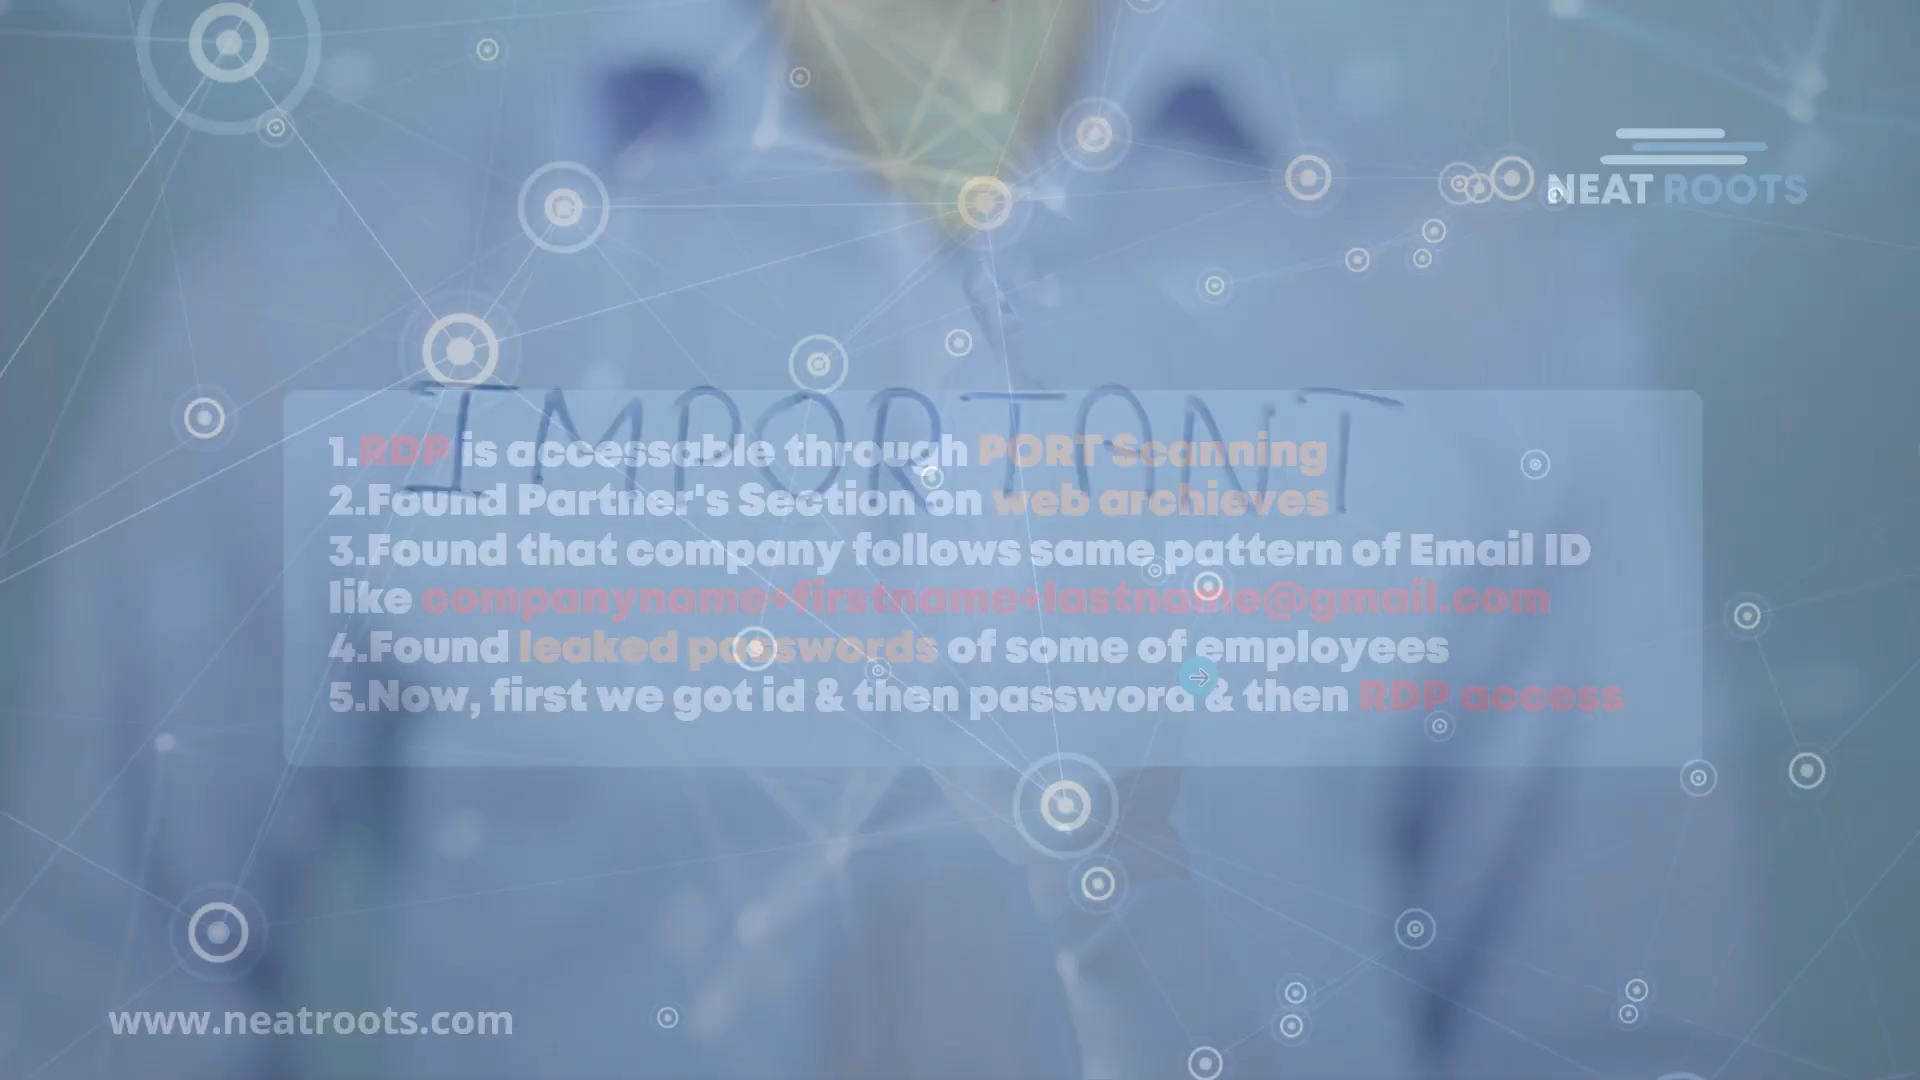 NEAT ROOTS
IMPORTANT
1.RDP is accessable through PORT Scanning
2.Found Partner's Section on web archieves
3.Found that company follows same pattern of Email ID
like companyname+firstname+lastname@gmail.com
4.Found leaked passwords of some of employees
5.Now, first we got id & then password & then RDP access
www.neatroots.com